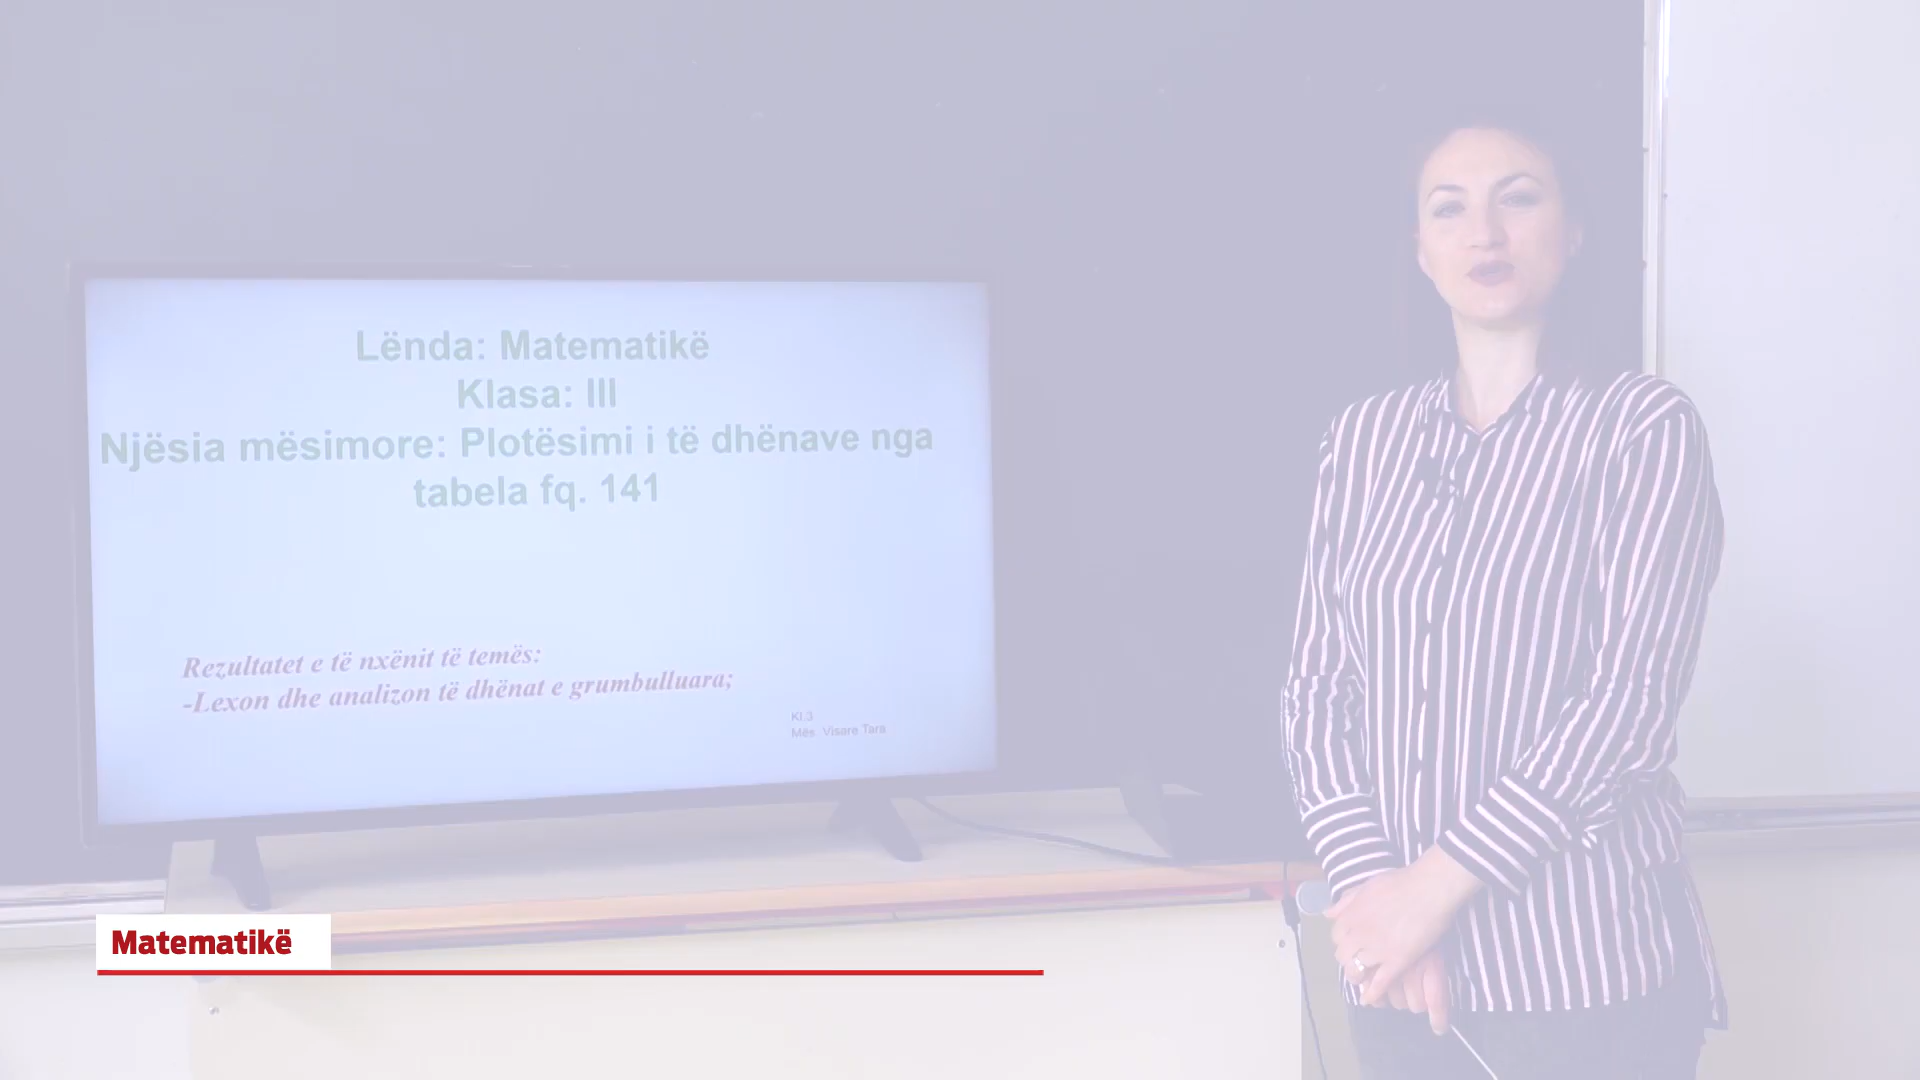 Lënda: Matematikë
Klasa: III
Njësia mësimore: Plotësimi i të dhënave nga
tabela fq. 141
Rezultatet e të nxënit të temës:
-Lexon dhe analizon të dhënat e grumbulluara;
Kl.3
Mës. Visare Tara
Matematikë